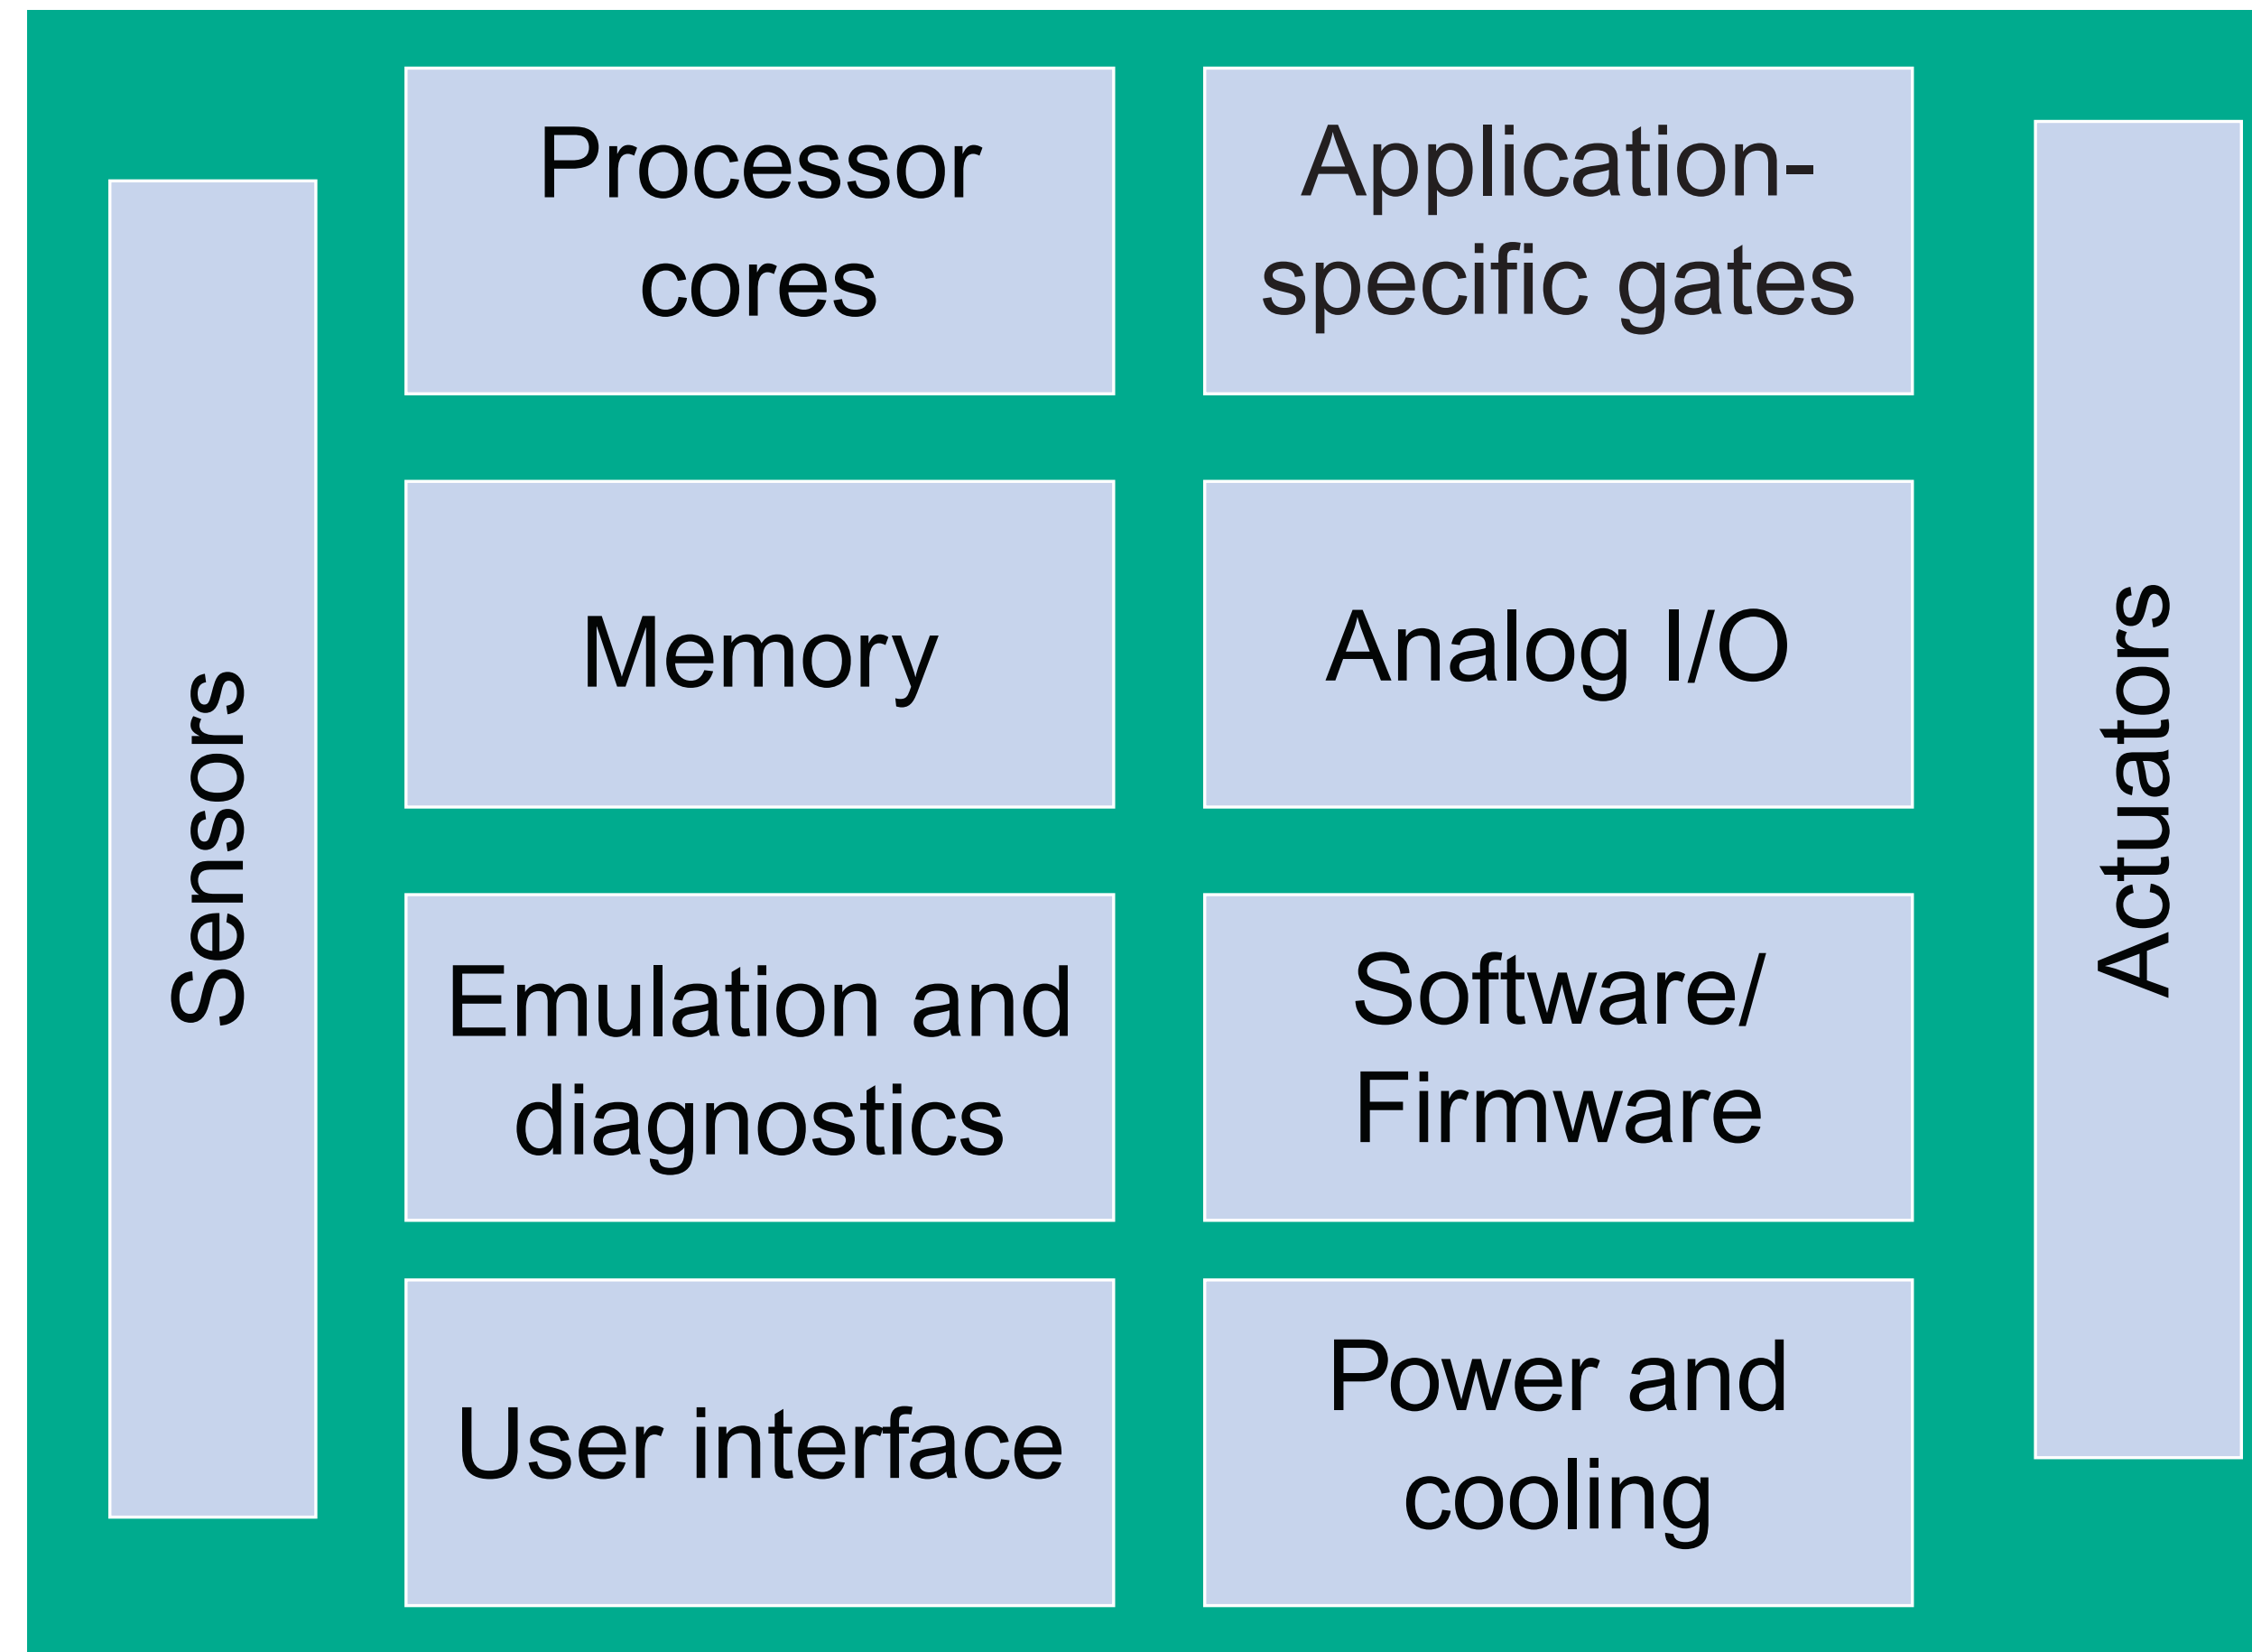 Sensors
Processor
cores
Application-
specific gates
Memory
Analog I/O
Emulation and
diagnostics
Software/
Firmware
User interface
Power and
cooling
Actuators